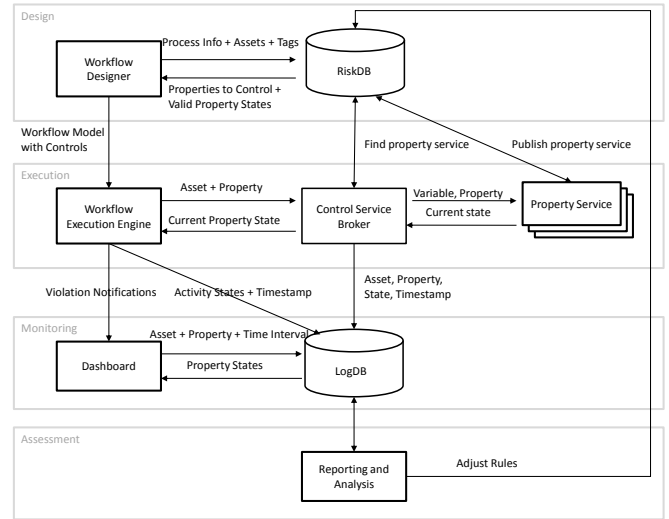 Design
Process Info + Assets + Tags
Workflow
Designer
RiskDB
Properties to Control +
Valid Property States
Workflow Model
with Controls
Find property service
Publish property service
Execution
Asset + Property
Workflow
Execution Engine
Current Property State
Control Service
Broker
Variable, Property
Current state
Property Service
Violation Notifications
Activity States + Timestamp
Asset, Property,
State, Timestamp
Monitoring
Asset + Property + Time Interval
Dashboard
Property States
LogDB
Assessment
Reporting and
Analysis
Adjust Rules